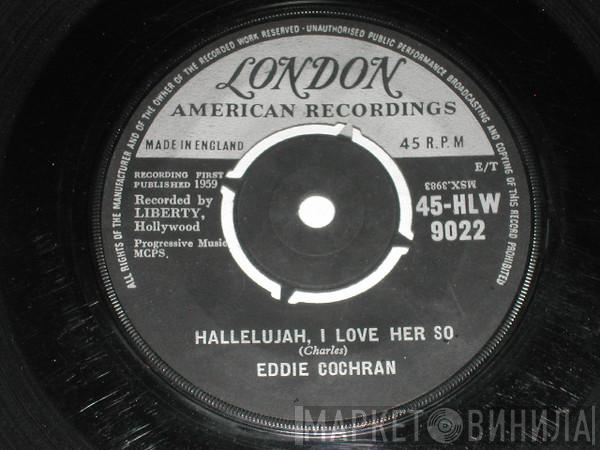 ALL RIGHTS OF THE MANUFACTURER AND OF THE OWNER OF THE RECORDED WORK RESERVED - UNAUTHORISED PUBLIC PERFORMANCE BROADCASTING AND COPYING OF THIS RECORD PROHIBITED
LONDON
AMERICAN RECORDINGS
MADE IN ENGLAND
45 R.P.M
E/T
RECORDING FIRST
PUBLISHED 1959
MSX.3963
Recorded by
LIBERTY,
Hollywood
45-HLW
9022
Progressive Music
MCPS.
HALLELUJAH, I LOVE HER SO
(Charles)
EDDIE COCHRAN
МАРКЕТ ВИНИЛА